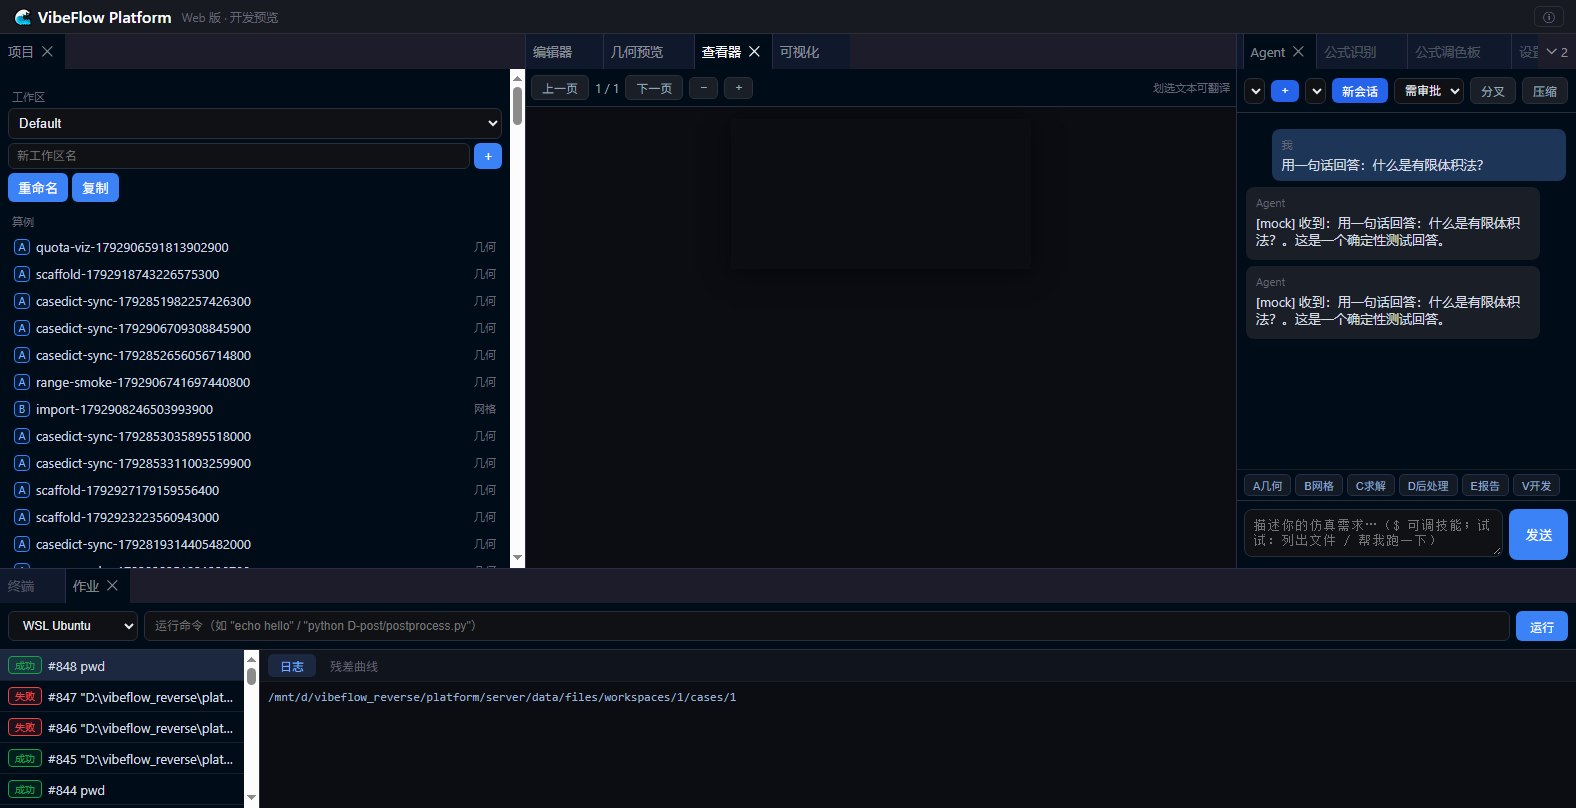 VibeFlow Platform Web 版 · 开发预览
项目
工作区
Default
新工作区名
+
重命名 复制
算例
A quota-viz-1792906591813902900 几何
A scaffold-1792918743226575300 几何
A casedict-sync-1792851982257426300 几何
A casedict-sync-1792906709308845900 几何
A casedict-sync-1792852656056714800 几何
A range-smoke-1792906741697440800 几何
B import-1792908246503993900 网格
A casedict-sync-1792853035895518000 几何
A casedict-sync-1792853311003259900 几何
A scaffold-1792927179159556400 几何
A scaffold-1792923223560943000 几何
A casedict-sync-1792819314405482000 几何
编辑器 几何预览 查看器 可视化
上一页 1 / 1 下一页 − + 划选文本可翻译
Agent 公式识别 公式调色板 设 2
+ 新会话 需审批 分叉 压缩
我
用一句话回答：什么是有限体积法？
Agent
[mock] 收到：用一句话回答：什么是有限体积
法？。这是一个确定性测试回答。
Agent
[mock] 收到：用一句话回答：什么是有限体积
法？。这是一个确定性测试回答。
A几何 B网格 C求解 D后处理 E报告 V开发
描述你的仿真需求…（$ 可调技能；试
试：列出文件 / 帮我跑一下）
发送
终端 作业
WSL Ubuntu
运行命令（如 "echo hello" / "python D-post/postprocess.py"）
运行
成功 #848 pwd
失败 #847 "D:\vibeflow_reverse\plat...
失败 #846 "D:\vibeflow_reverse\plat...
成功 #845 "D:\vibeflow_reverse\plat...
成功 #844 pwd
日志 残差曲线
/mnt/d/vibeflow_reverse/platform/server/data/files/workspaces/1/cases/1